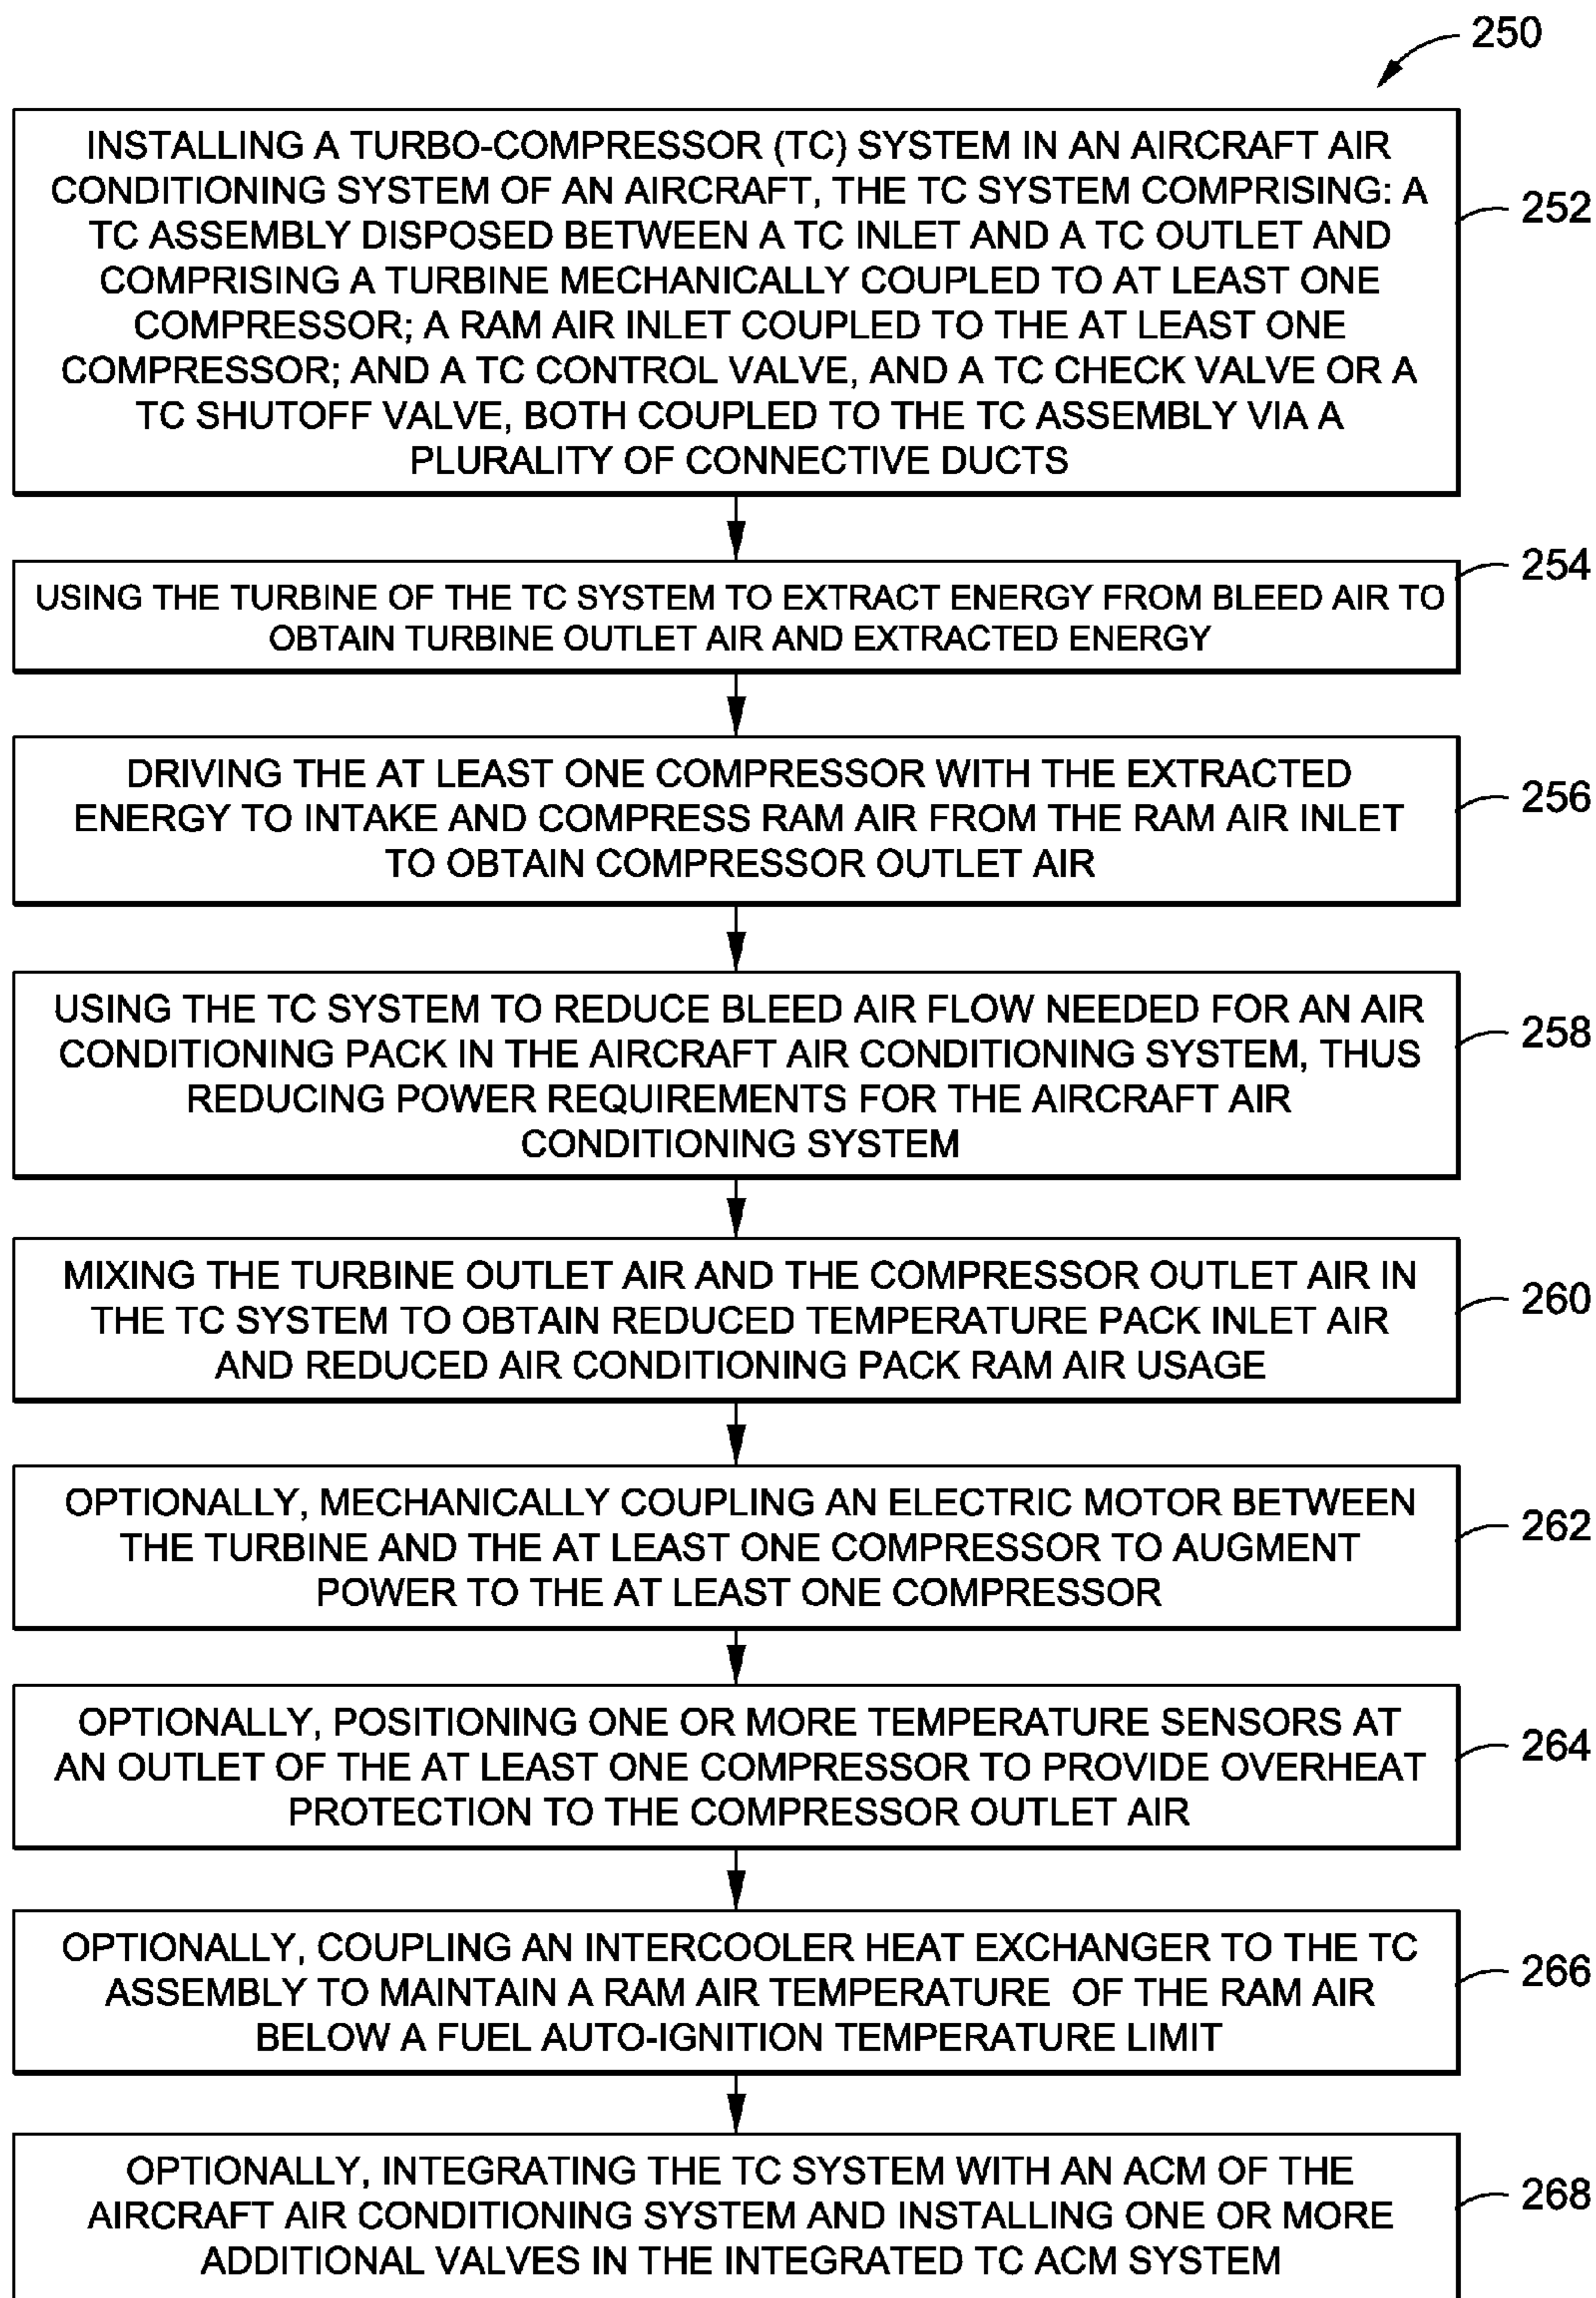 250
INSTALLING A TURBO-COMPRESSOR (TC) SYSTEM IN AN AIRCRAFT AIR
CONDITIONING SYSTEM OF AN AIRCRAFT, THE TC SYSTEM COMPRISING: A
TC ASSEMBLY DISPOSED BETWEEN A TC INLET AND A TC OUTLET AND
COMPRISING A TURBINE MECHANICALLY COUPLED TO AT LEAST ONE
COMPRESSOR; A RAM AIR INLET COUPLED TO THE AT LEAST ONE
COMPRESSOR; AND A TC CONTROL VALVE, AND A TC CHECK VALVE OR A
TC SHUTOFF VALVE, BOTH COUPLED TO THE TC ASSEMBLY VIA A
PLURALITY OF CONNECTIVE DUCTS
252
USING THE TURBINE OF THE TC SYSTEM TO EXTRACT ENERGY FROM BLEED AIR TO
OBTAIN TURBINE OUTLET AIR AND EXTRACTED ENERGY
254
DRIVING THE AT LEAST ONE COMPRESSOR WITH THE EXTRACTED
ENERGY TO INTAKE AND COMPRESS RAM AIR FROM THE RAM AIR INLET
TO OBTAIN COMPRESSOR OUTLET AIR
256
USING THE TC SYSTEM TO REDUCE BLEED AIR FLOW NEEDED FOR AN AIR
CONDITIONING PACK IN THE AIRCRAFT AIR CONDITIONING SYSTEM, THUS
REDUCING POWER REQUIREMENTS FOR THE AIRCRAFT AIR
CONDITIONING SYSTEM
258
MIXING THE TURBINE OUTLET AIR AND THE COMPRESSOR OUTLET AIR IN
THE TC SYSTEM TO OBTAIN REDUCED TEMPERATURE PACK INLET AIR
AND REDUCED AIR CONDITIONING PACK RAM AIR USAGE
260
OPTIONALLY, MECHANICALLY COUPLING AN ELECTRIC MOTOR BETWEEN
THE TURBINE AND THE AT LEAST ONE COMPRESSOR TO AUGMENT
POWER TO THE AT LEAST ONE COMPRESSOR
262
OPTIONALLY, POSITIONING ONE OR MORE TEMPERATURE SENSORS AT
AN OUTLET OF THE AT LEAST ONE COMPRESSOR TO PROVIDE OVERHEAT
PROTECTION TO THE COMPRESSOR OUTLET AIR
264
OPTIONALLY, COUPLING AN INTERCOOLER HEAT EXCHANGER TO THE TC
ASSEMBLY TO MAINTAIN A RAM AIR TEMPERATURE OF THE RAM AIR
BELOW A FUEL AUTO-IGNITION TEMPERATURE LIMIT
266
OPTIONALLY, INTEGRATING THE TC SYSTEM WITH AN ACM OF THE
AIRCRAFT AIR CONDITIONING SYSTEM AND INSTALLING ONE OR MORE
ADDITIONAL VALVES IN THE INTEGRATED TC ACM SYSTEM
268